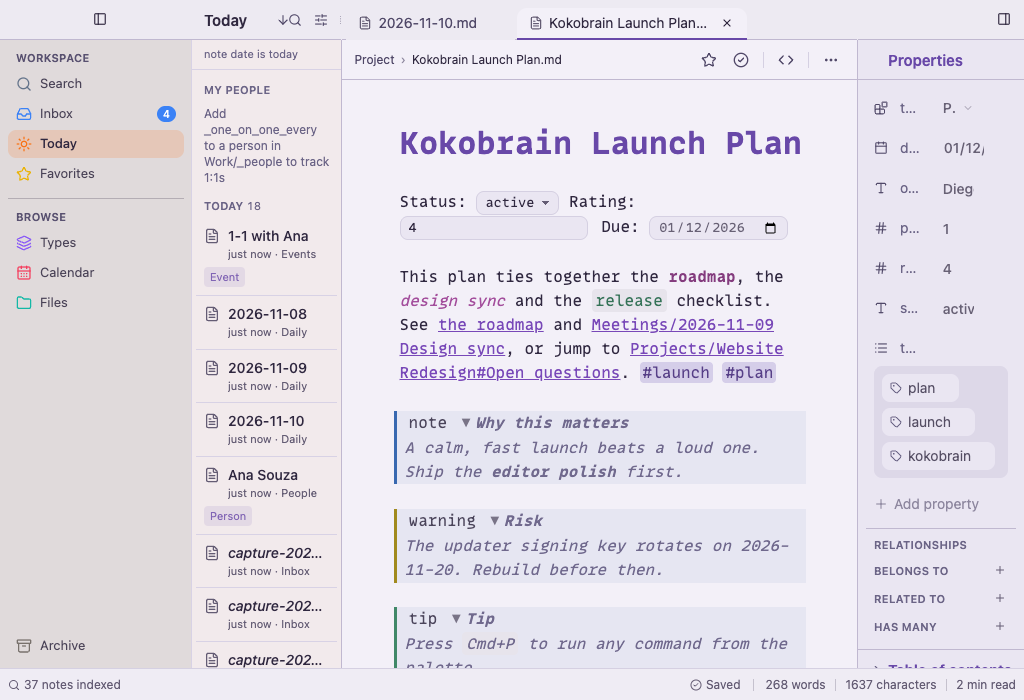 Today
2026-11-10.md
Kokobrain Launch Plan...
WORKSPACE
Search
Inbox
4
Today
Favorites
BROWSE
Types
Calendar
Files
Archive
note date is today
MY PEOPLE
Add
_one_on_one_every
to a person in
Work/_people to track
1:1s
TODAY 18
1-1 with Ana
just now · Events
Event
2026-11-08
just now · Daily
2026-11-09
just now · Daily
2026-11-10
just now · Daily
Ana Souza
just now · People
Person
capture-202...
just now · Inbox
capture-202...
just now · Inbox
capture-202...
Project › Kokobrain Launch Plan.md
Kokobrain Launch Plan
Status: active Rating:
4 Due: 01/12/2026
This plan ties together the roadmap, the
design sync and the release checklist.
See the roadmap and Meetings/2026-11-09
Design sync, or jump to Projects/Website
Redesign#Open questions. #launch #plan
note ▼ Why this matters
A calm, fast launch beats a loud one.
Ship the editor polish first.
warning ▼ Risk
The updater signing key rotates on 2026-
11-20. Rebuild before then.
tip ▼ Tip
Press Cmd+P to run any command from the
palette.
Properties
t... P.
d... 01/12/
o... Dieg
p... 1
r... 4
s... activ
t...
plan
launch
kokobrain
Add property
RELATIONSHIPS
BELONGS TO
RELATED TO
HAS MANY
Table of contents
37 notes indexed
Saved
268 words
1637 characters
2 min read